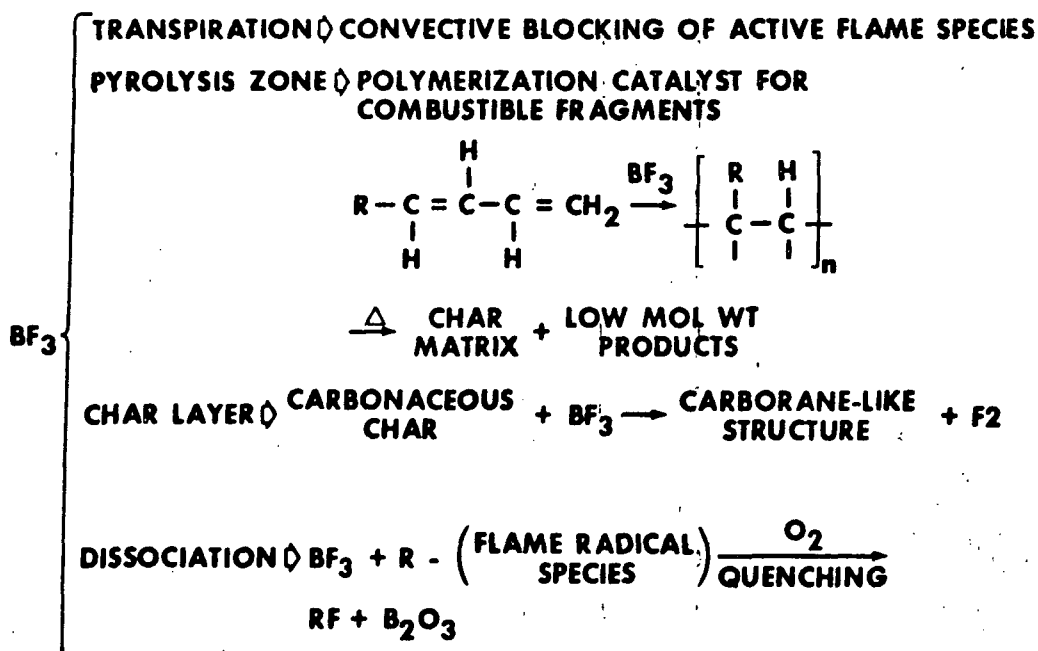 TRANSPIRATION ◊ CONVECTIVE BLOCKING OF ACTIVE FLAME SPECIES
PYROLYSIS ZONE ◊ POLYMERIZATION CATALYST FOR
COMBUSTIBLE FRAGMENTS
H
R – C = C – C = CH2 BF3 → [ R H
C – C ]n
H H
BF3
Δ → CHAR MATRIX + LOW MOL WT PRODUCTS
CHAR LAYER ◊ CARBONACEOUS CHAR + BF3 → CARBORANE-LIKE STRUCTURE + F2
DISSOCIATION ◊ BF3 + R - (FLAME RADICAL SPECIES) O2 QUENCHING →
RF + B2O3